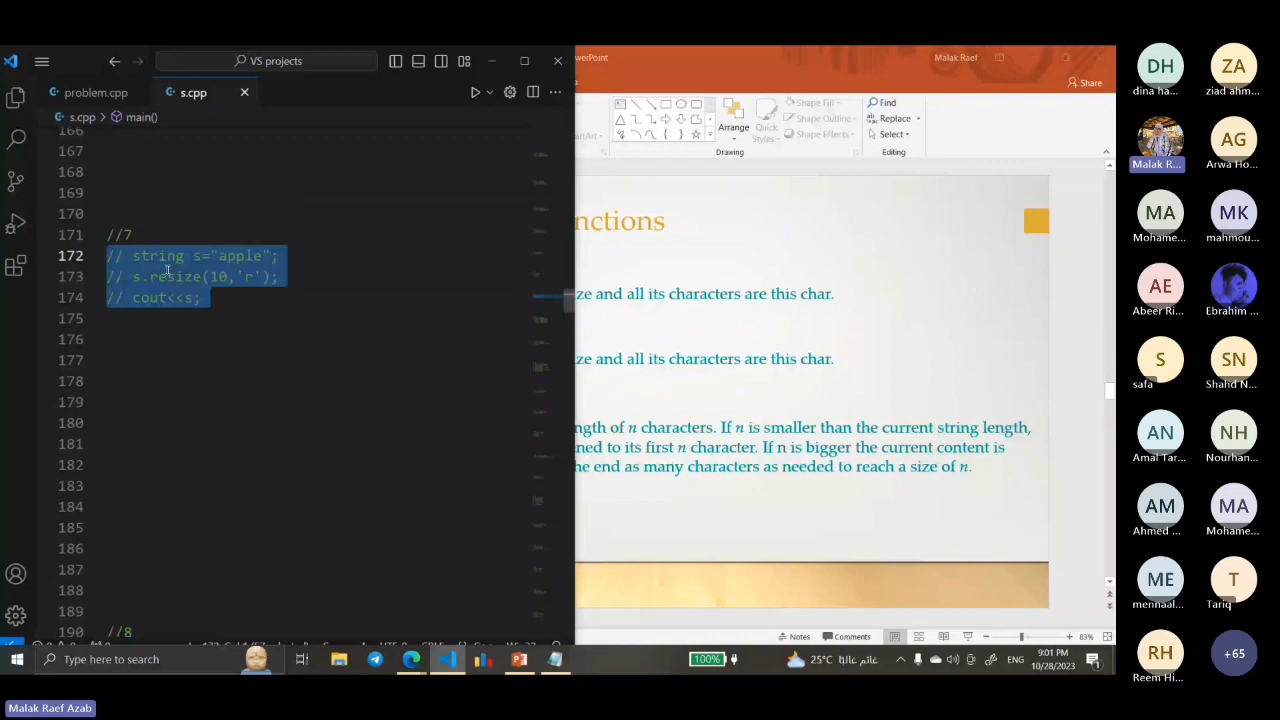 VS projects
problem.cpp
s.cpp
s.cpp > main()
166
167
168
169
170
171 //7
172 // string s="apple";
173 // s.resize(10,'r');
174 // cout<<s;
175
176
177
178
179
180
181
182
183
184
185
186
187
188
189
190 //8
PowerPoint
Malak Raef
Share
Arrange
Quick
Styles
Shape Fill
Shape Outline
Shape Effects
Find
Replace
Select
Drawing
Editing
nctions
ze and all its characters are this char.
ze and all its characters are this char.
ngth of n characters. If n is smaller than the current string length,
ned to its first n character. If n is bigger the current content is
he end as many characters as needed to reach a size of n.
Notes
Comments
83%
Type here to search
100%
25°C غائم غالبًا
ENG
9:01 PM
10/28/2023
1
DH
dina ha...
ZA
ziad ahm...
Malak R...
AG
Arwa Ho...
MA
Mohame...
MK
mahmou...
AE
Abeer Ri...
Ebrahim ...
S
safa
SN
Shahd N...
AN
Amal Tar...
NH
Nourhan...
AM
Ahmed ...
MA
Mohame...
ME
mennaal...
T
Tariq
RH
Reem Hi...
+65
Malak Raef Azab